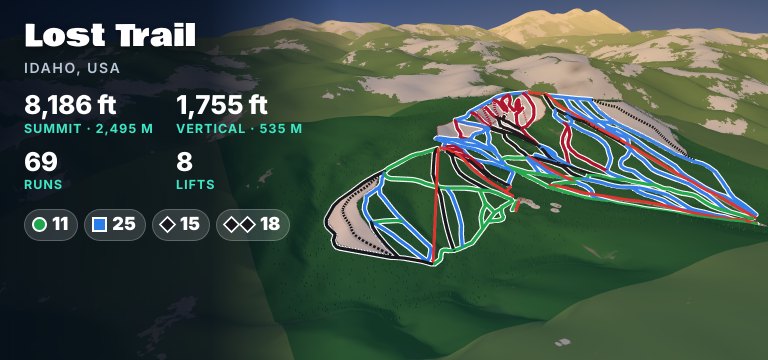 Lost Trail
IDAHO, USA
8,186 ft
1,755 ft
SUMMIT · 2,495 M
VERTICAL · 535 M
69
8
RUNS
LIFTS
11
25
15
18